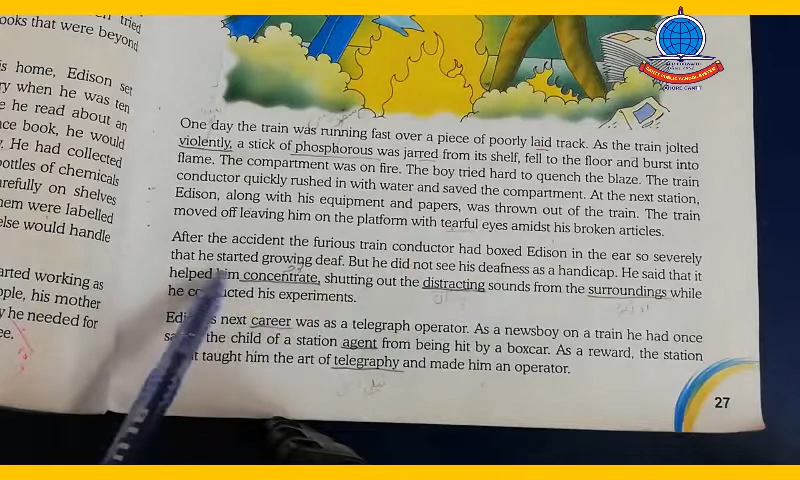 tried
ooks that were beyond
is home, Edison set
ry when he was ten
e he read about an
nce book, he would
He had collected
ottles of chemicals
arefully on shelves
hem were labelled
else would handle
arted working as
ople, his mother
y he needed for
ee.
One day the train was running fast over a piece of poorly laid track. As the train jolted
violently, a stick of phosphorous was jarred from its shelf, fell to the floor and burst into
flame. The compartment was on fire. The boy tried hard to quench the blaze. The train
conductor quickly rushed in with water and saved the compartment. At the next station,
Edison, along with his equipment and papers, was thrown out of the train. The train
moved off leaving him on the platform with tearful eyes amidst his broken articles.
After the accident the furious train conductor had boxed Edison in the ear so severely
that he started growing deaf. But he did not see his deafness as a handicap. He said that it
helped him concentrate, shutting out the distracting sounds from the surroundings while
he conducted his experiments.
next career was as a telegraph operator. As a newsboy on a train he had once
the child of a station agent from being hit by a boxcar. As a reward, the station
taught him the art of telegraphy and made him an operator.
27
PUBLIC SCHOOL SYSTEM
LAHORE CANTT